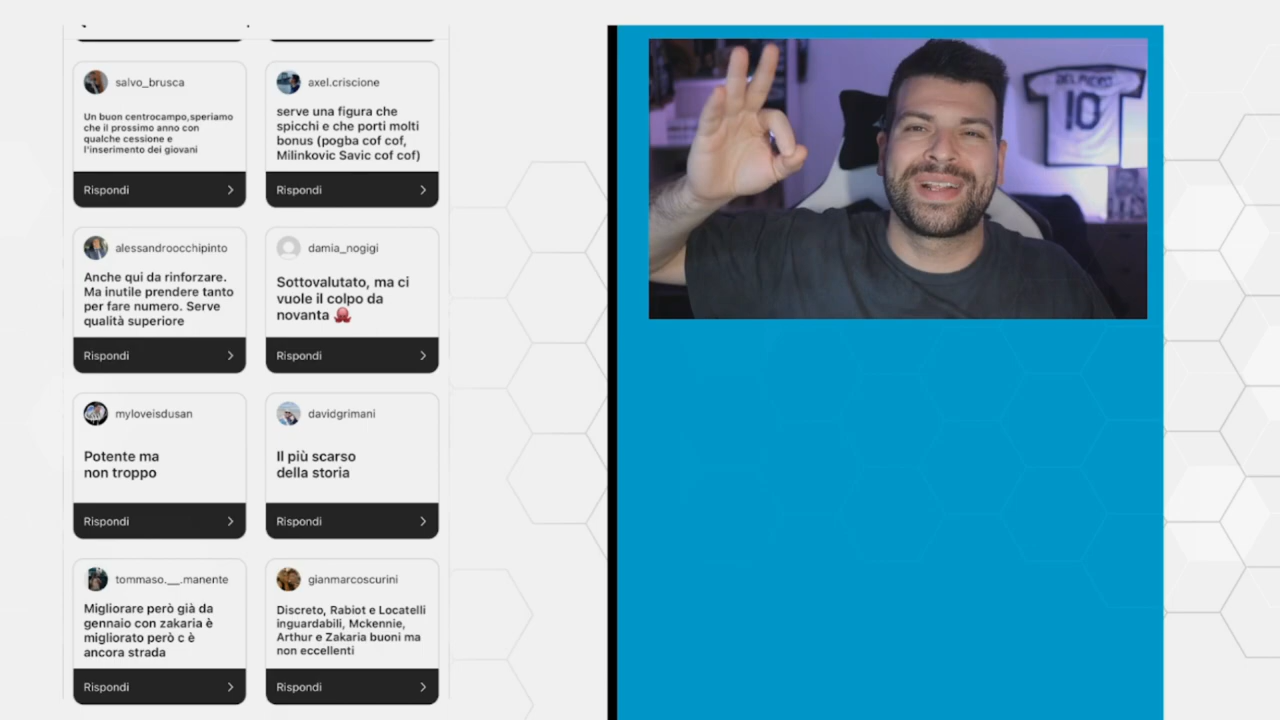 salvo_brusca
Un buon centrocampo,speriamo
che il prossimo anno con
qualche cessione e
l'inserimento dei giovani
Rispondi
axel.criscione
serve una figura che
spicchi e che porti molti
bonus (pogba cof cof,
Milinkovic Savic cof cof)
Rispondi
alessandroocchipinto
Anche qui da rinforzare.
Ma inutile prendere tanto
per fare numero. Serve
qualità superiore
Rispondi
damia_nogigi
Sottovalutato, ma ci
vuole il colpo da
novanta 🐙
Rispondi
myloveisdusan
Potente ma
non troppo
Rispondi
davidgrimani
Il più scarso
della storia
Rispondi
tommaso.__.manente
Migliorare però già da
gennaio con zakaria è
migliorato però c è
ancora strada
Rispondi
gianmarcoscurini
Discreto, Rabiot e Locatelli
inguardabili, Mckennie,
Arthur e Zakaria buoni ma
non eccellenti
Rispondi
DEL PIERO
10